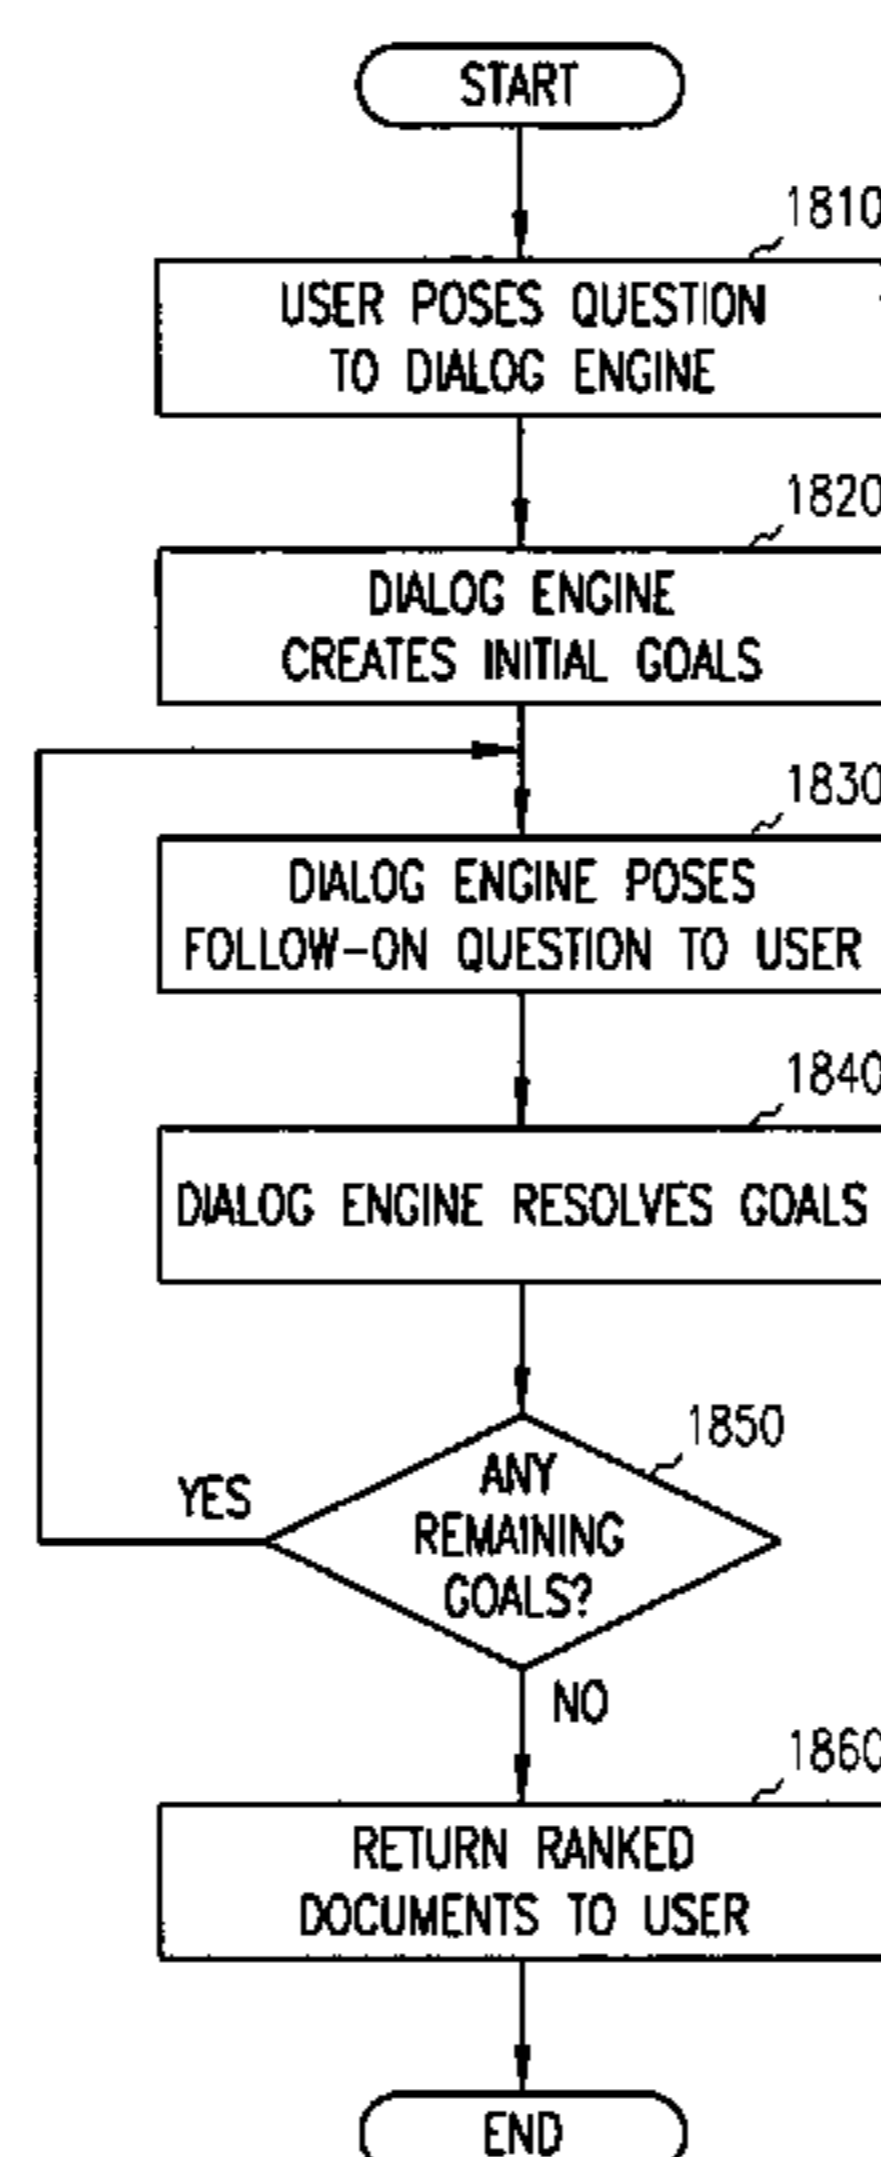 START
1810
USER POSES QUESTION
TO DIALOG ENGINE
1820
DIALOG ENGINE
CREATES INITIAL GOALS
1830
DIALOG ENGINE POSES
FOLLOW-ON QUESTION TO USER
1840
DIALOG ENGINE RESOLVES GOALS
1850
YES
ANY
REMAINING
GOALS?
NO
1860
RETURN RANKED
DOCUMENTS TO USER
END